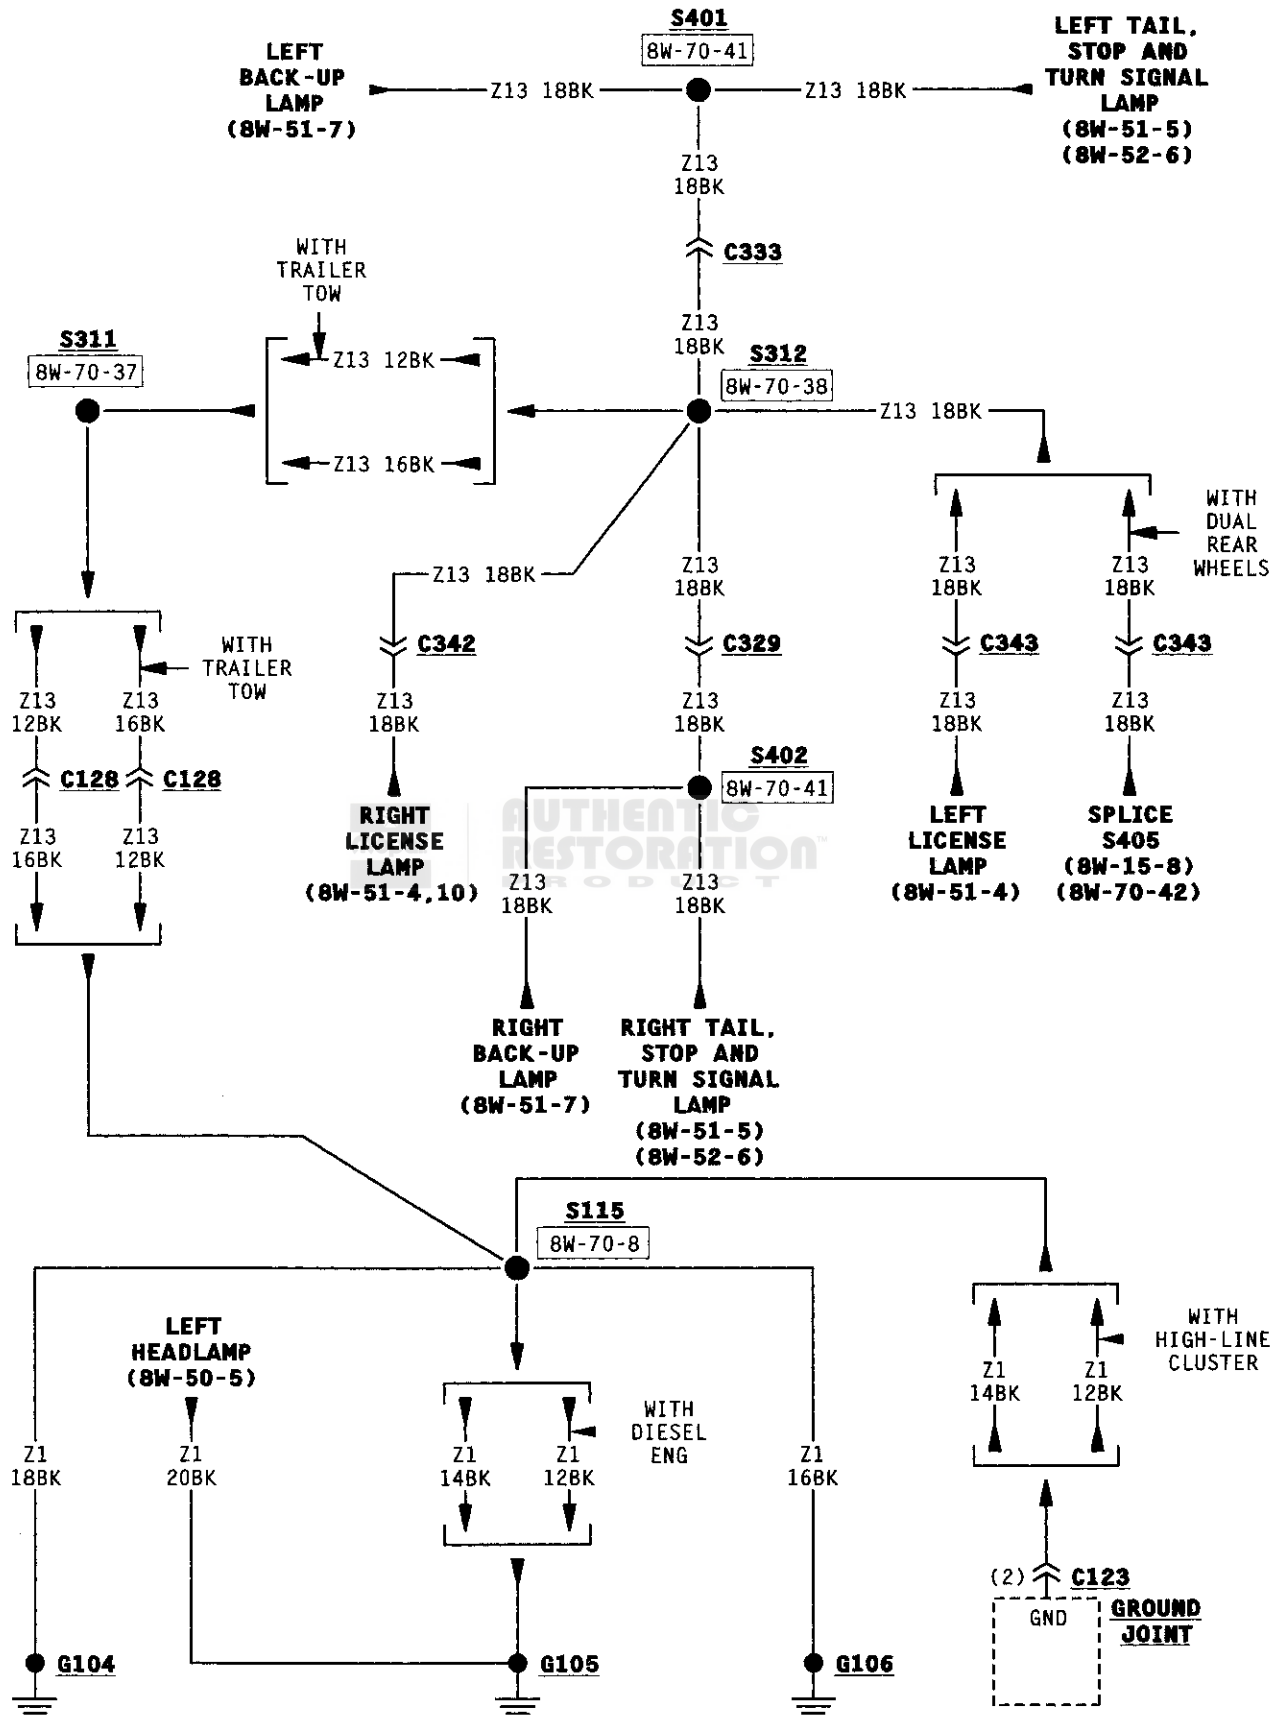 S401
8W-70-41
LEFT
BACK-UP
LAMP
(8W-51-7)
Z13 18BK
Z13 18BK
LEFT TAIL,
STOP AND
TURN SIGNAL
LAMP
(8W-51-5)
(8W-52-6)
Z13
18BK
C333
WITH
TRAILER
TOW
Z13
18BK
S311
8W-70-37
Z13 12BK
S312
8W-70-38
Z13 18BK
Z13 16BK
WITH
DUAL
REAR
WHEELS
Z13 18BK
Z13
18BK
Z13
18BK
Z13
18BK
WITH
TRAILER
TOW
C342
C329
C343
C343
Z13
12BK
Z13
16BK
Z13
18BK
Z13
18BK
Z13
18BK
Z13
18BK
C128
C128
S402
8W-70-41
Z13
16BK
Z13
12BK
RIGHT
LICENSE
LAMP
(8W-51-4,10)
AUTHENTIC
RESTORATION™
PRODUCT
Z13
18BK
Z13
18BK
LEFT
LICENSE
LAMP
(8W-51-4)
SPLICE
S405
(8W-15-8)
(8W-70-42)
RIGHT
BACK-UP
LAMP
(8W-51-7)
RIGHT TAIL,
STOP AND
TURN SIGNAL
LAMP
(8W-51-5)
(8W-52-6)
S115
8W-70-8
LEFT
HEADLAMP
(8W-50-5)
WITH
HIGH-LINE
CLUSTER
Z1
14BK
Z1
12BK
WITH
DIESEL
ENG
Z1
18BK
Z1
20BK
Z1
14BK
Z1
12BK
Z1
16BK
(2)
C123
GND
GROUND
JOINT
G104
G105
G106